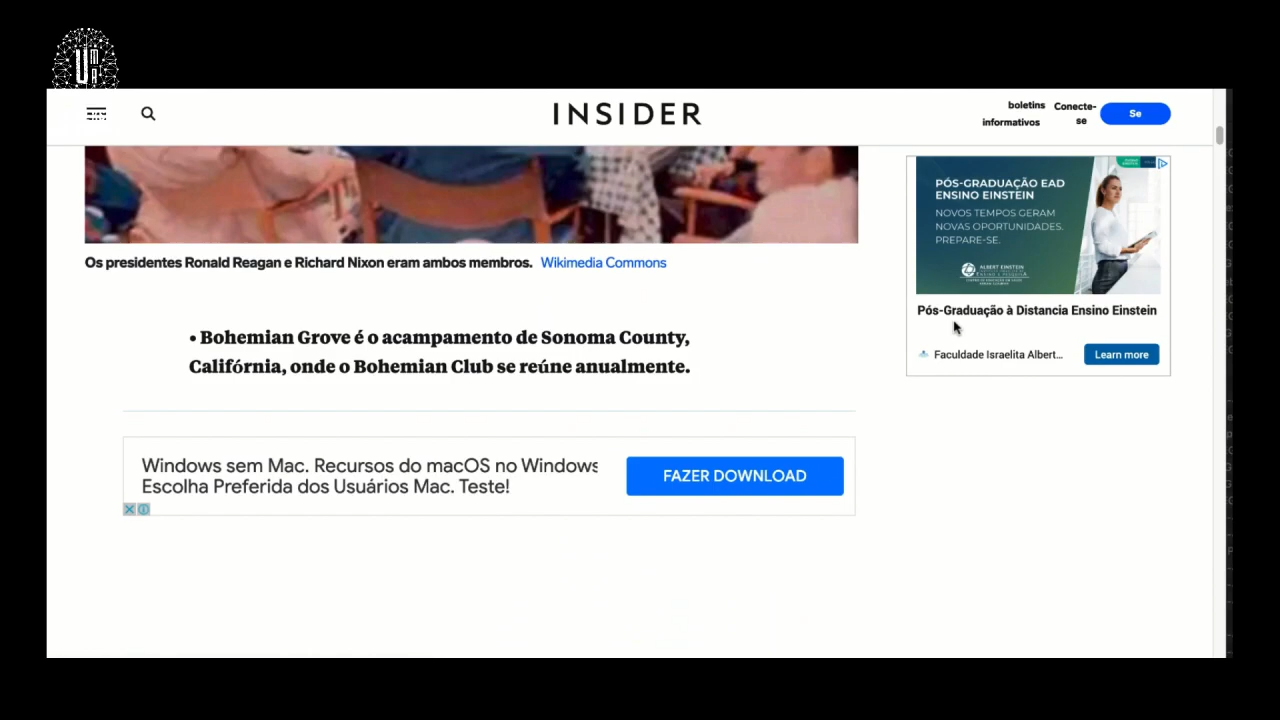 UMA
INSIDER
boletins
informativos
Conecte-
se
Se
Os presidentes Ronald Reagan e Richard Nixon eram ambos membros. Wikimedia Commons
• Bohemian Grove é o acampamento de Sonoma County,
Califórnia, onde o Bohemian Club se reúne anualmente.
Windows sem Mac. Recursos do macOS no Windows
Escolha Preferida dos Usuários Mac. Teste!
FAZER DOWNLOAD
PÓS-GRADUAÇÃO EAD
ENSINO EINSTEIN
NOVOS TEMPOS GERAM
NOVAS OPORTUNIDADES.
PREPARE-SE.
ALBERT EINSTEIN
Pós-Graduação à Distancia Ensino Einstein
Faculdade Israelita Albert...
Learn more